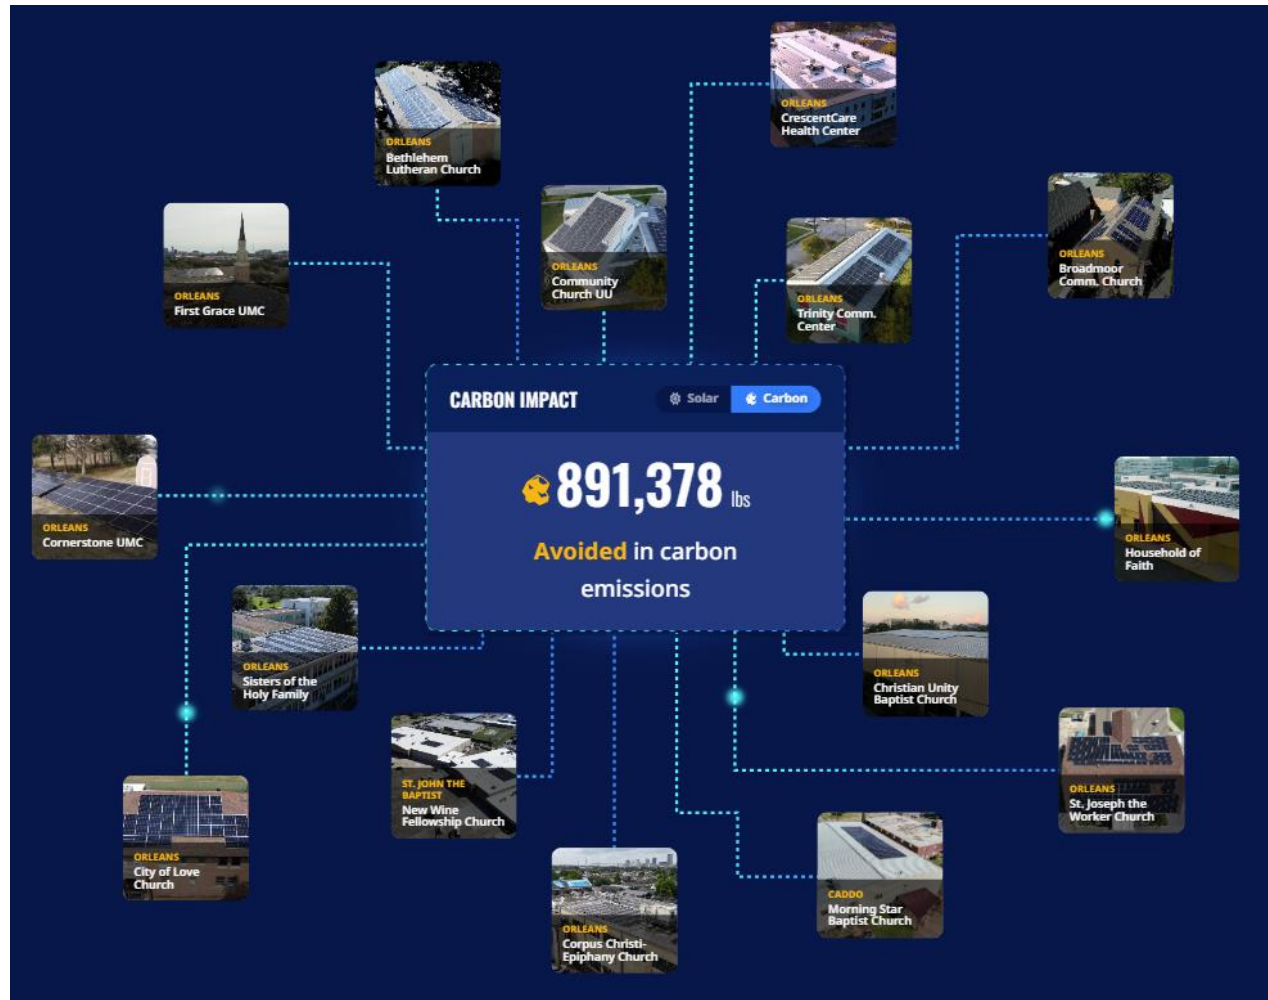 ORLEANS
CrescentCare
Health Center
ORLEANS
Bethlehem
Lutheran Church
ORLEANS
Community
Church UU
ORLEANS
Broadmoor
Comm. Church
ORLEANS
First Grace UMC
ORLEANS
Trinity Comm.
Center
CARBON IMPACT
Solar
Carbon
891,378 lbs
Avoided in carbon
emissions
ORLEANS
Cornerstone UMC
ORLEANS
Household of
Faith
ORLEANS
Sisters of the
Holy Family
ORLEANS
Christian Unity
Baptist Church
ST. JOHN THE
BAPTIST
New Wine
Fellowship Church
ORLEANS
St. Joseph the
Worker Church
ORLEANS
City of Love
Church
CADDO
Morning Star
Baptist Church
ORLEANS
Corpus Christi-
Epiphany Church